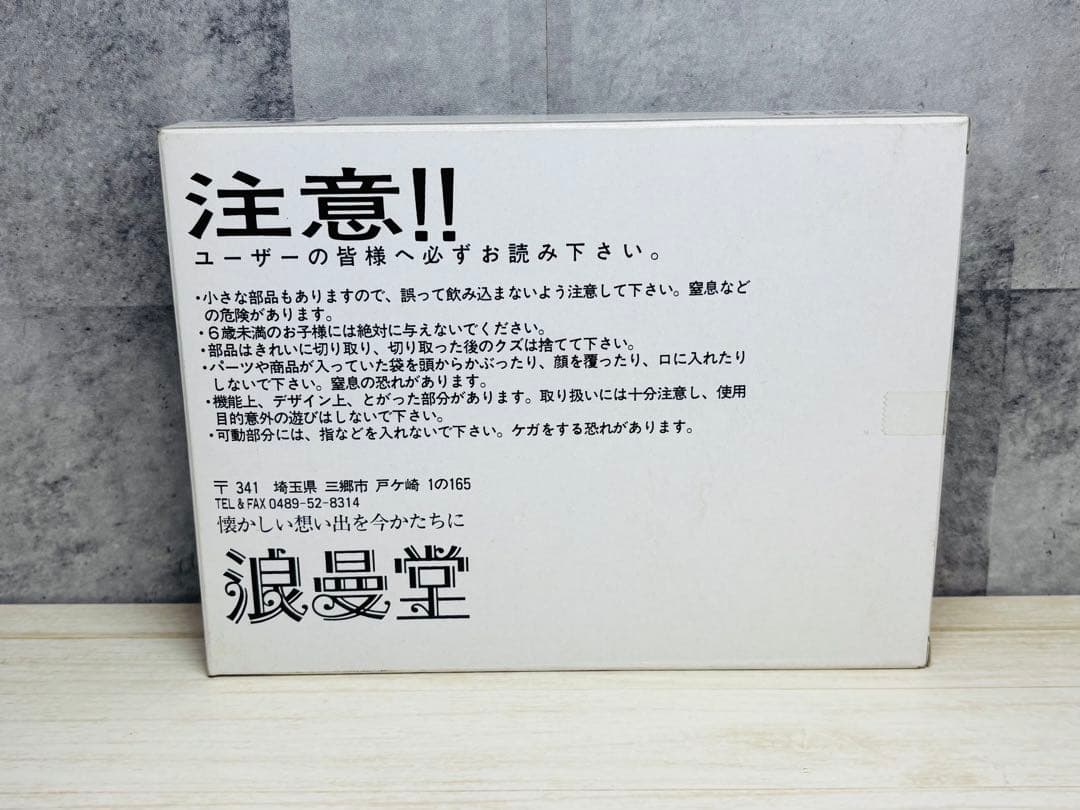 注意!!
ユーザーの皆様へ必ずお読み下さい。
・小さな部品もありますので、誤って飲み込まないよう注意して下さい。窒息など
の危険があります。
・6歳未満のお子様には絶対に与えないでください。
・部品はきれいに切り取り、切り取った後のクズは捨てて下さい。
・パーツや商品が入っていた袋を頭からかぶったり、顔を覆ったり、口に入れたり
しないで下さい。窒息の恐れがあります。
・機能上、デザイン上、とがった部分があります。取り扱いには十分注意し、使用
目的意外の遊びはしないで下さい。
・可動部分には、指などを入れないで下さい。ケガをする恐れがあります。
〒 341 埼玉県 三郷市 戸ケ崎 1の165
TEL & FAX 0489-52-8314
懐かしい想い出を今かたちに
浪曼堂